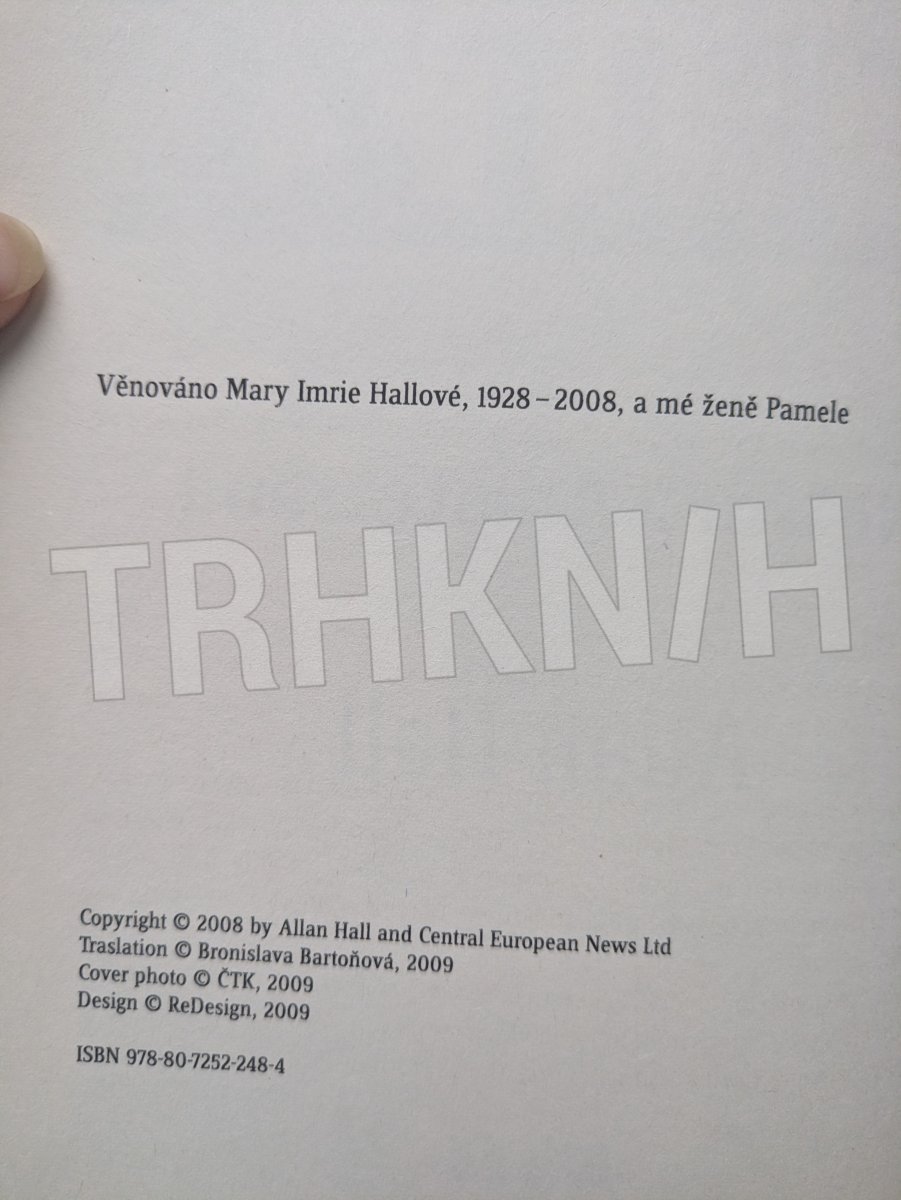 Věnováno Mary Imrie Hallové, 1928 – 2008, a mé ženě Pamele
TRHKNIH
Copyright © 2008 by Allan Hall and Central European News Ltd
Traslation © Bronislava Bartoňová, 2009
Cover photo © ČTK, 2009
Design © ReDesign, 2009
ISBN 978-80-7252-248-4